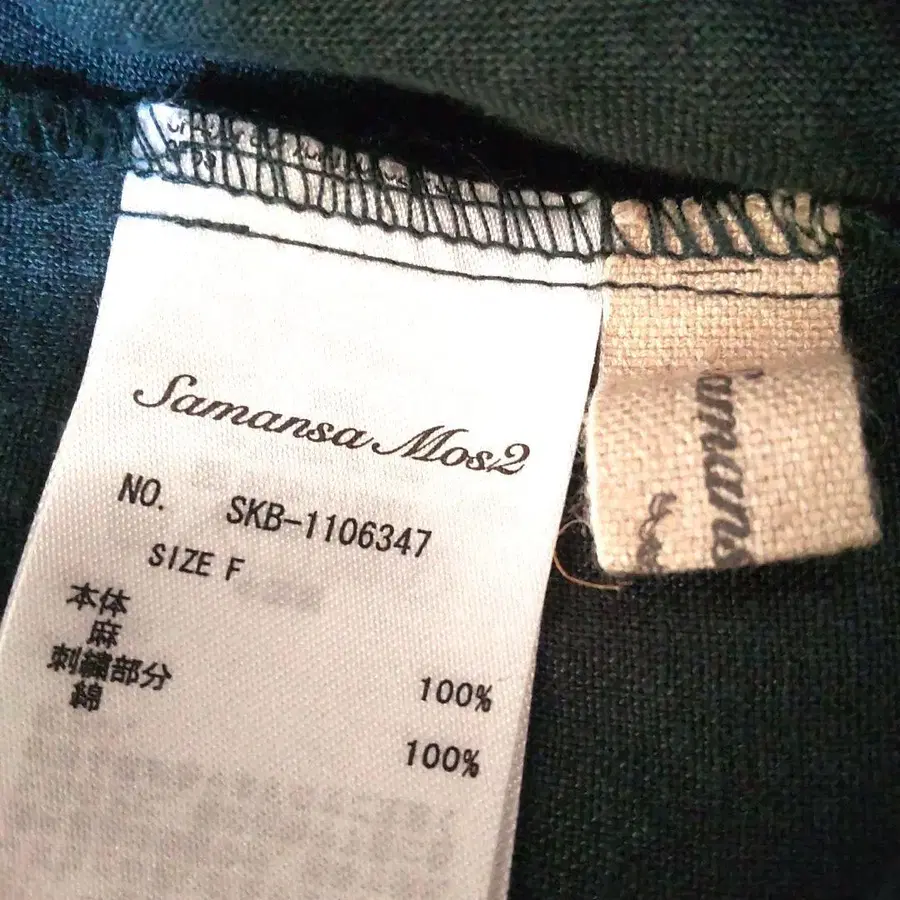 Samansa Mos2
NO. SKB-1106347
SIZE F
本体
麻 100%
刺繍部分
綿 100%